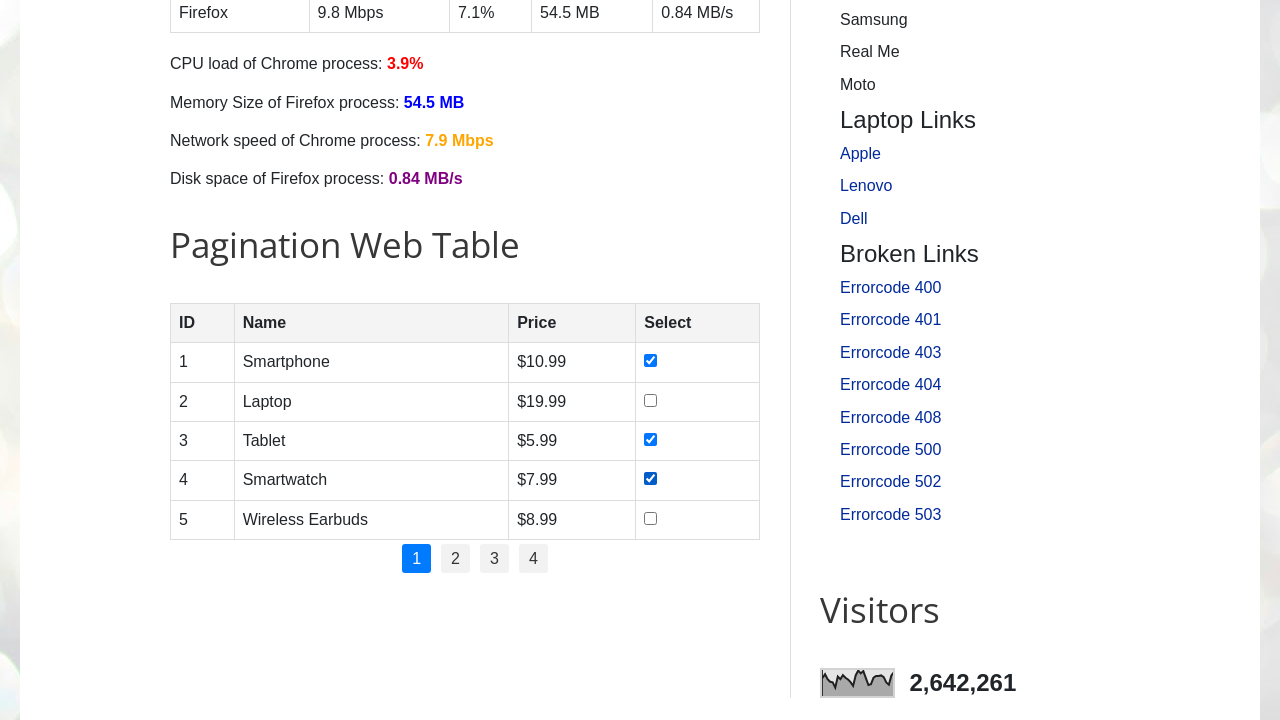 Firefox 9.8 Mbps 7.1% 54.5 MB 0.84 MB/s
CPU load of Chrome process: 3.9%
Memory Size of Firefox process: 54.5 MB
Network speed of Chrome process: 7.9 Mbps
Disk space of Firefox process: 0.84 MB/s
Pagination Web Table
ID Name Price Select
1 Smartphone $10.99
2 Laptop $19.99
3 Tablet $5.99
4 Smartwatch $7.99
5 Wireless Earbuds $8.99
1 2 3 4
Samsung
Real Me
Moto
Laptop Links
Apple
Lenovo
Dell
Broken Links
Errorcode 400
Errorcode 401
Errorcode 403
Errorcode 404
Errorcode 408
Errorcode 500
Errorcode 502
Errorcode 503
Visitors
2,642,261